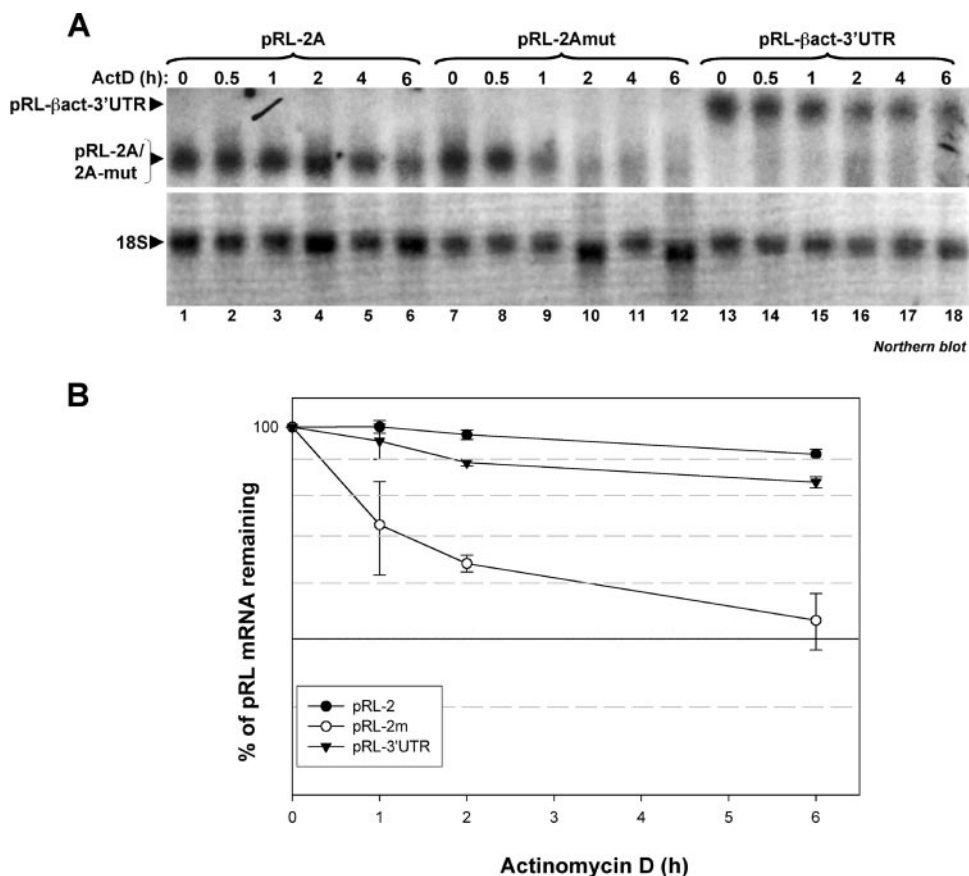 A
pRL-2A pRL-2Amut pRL-βact-3'UTR
ActD (h): 0 0.5 1 2 4 6 0 0.5 1 2 4 6 0 0.5 1 2 4 6
pRL-βact-3'UTR
pRL-2A/
2A-mut
18S
1 2 3 4 5 6 7 8 9 10 11 12 13 14 15 16 17 18
Northern blot
B
100
% of pRL mRNA remaining
pRL-2
pRL-2m
pRL-3'UTR
0 1 2 3 4 5 6
Actinomycin D (h)